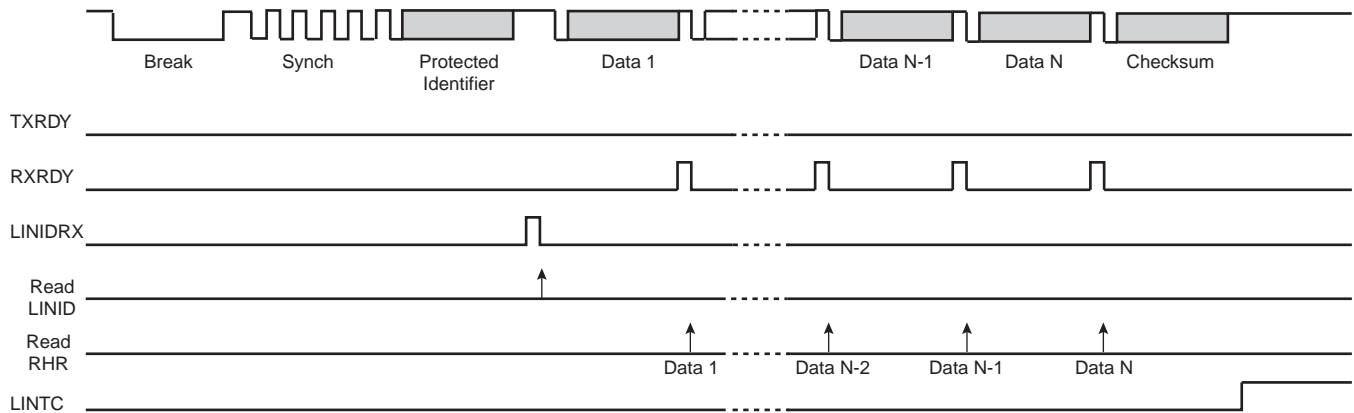 Break Synch Protected Data 1 Data N-1 Data N Checksum
Identifier
TXRDY
RXRDY
LINIDRX
Read
LINID
Read
RHR
Data 1 Data N-2 Data N-1 Data N
LINTC